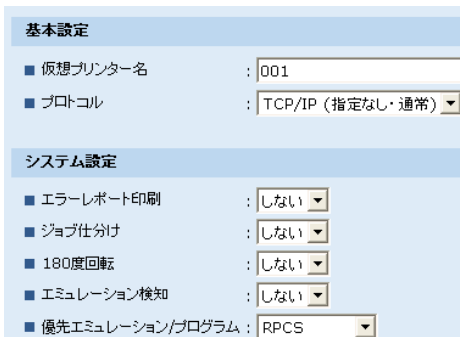 基本設定
■ 仮想プリンター名 : 001
■ プロトコル : TCP/IP (指定なし・通常)
システム設定
■ エラーレポート印刷 : しない
■ ジョブ仕分け : しない
■ 180度回転 : しない
■ エミュレーション検知 : しない
■ 優先エミュレーション/プログラム : RPCS